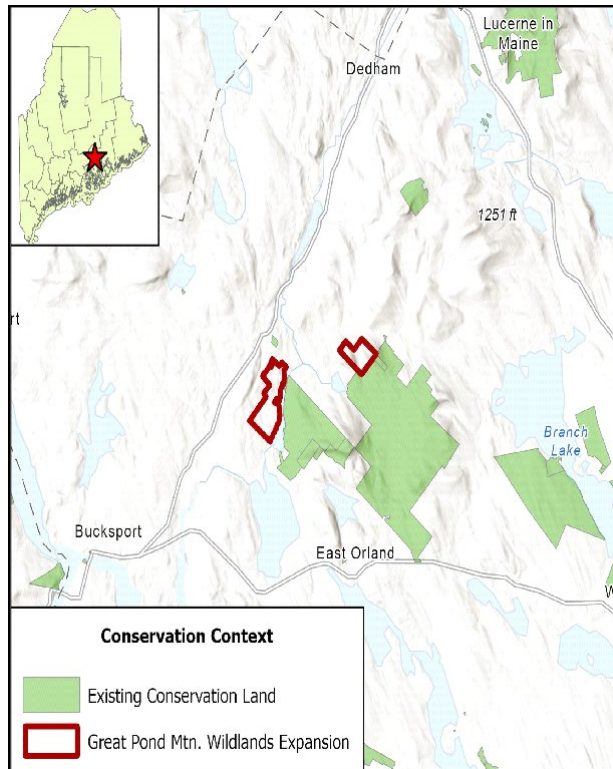 Lucerne in
Maine
Dedham
1251 ft
rt
Branch
Lake
Bucksport
East Orland
W
Conservation Context
Existing Conservation Land
Great Pond Mtn. Wildlands Expansion